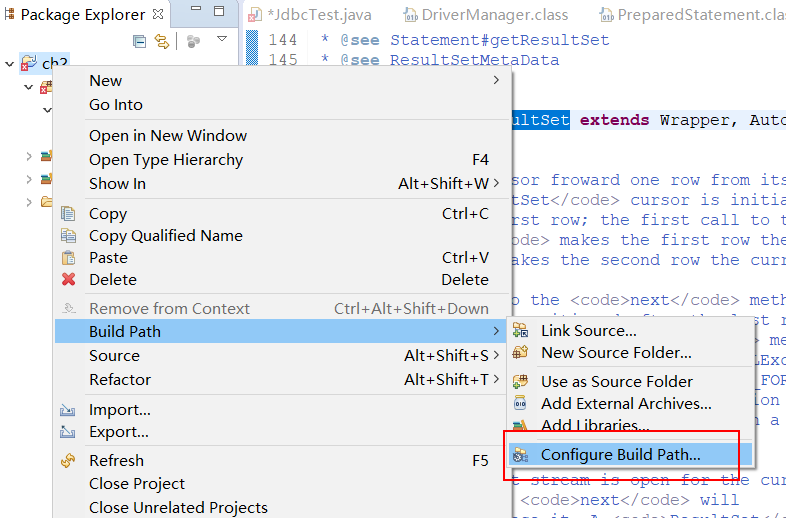 Package Explorer
*JdbcTest.java
DriverManager.class
PreparedStatement.clas
144 * @see Statement#getResultSet
145 * @see ResultSetMetaData
ch2
New
Go Into
Open in New Window
Open Type Hierarchy F4
Show In Alt+Shift+W
Copy Ctrl+C
Copy Qualified Name
Paste Ctrl+V
Delete Delete
Remove from Context Ctrl+Alt+Shift+Down
Build Path
Source Alt+Shift+S
Refactor Alt+Shift+T
Import...
Export...
Refresh F5
Close Project
Close Unrelated Projects
ultSet extends Wrapper, Auto
sor froward one row from its
tSet</code> cursor is initia
rst row; the first call to t
ode> makes the first row the
akes the second row the curr
o the <code>next</code> meth
Link Source...
New Source Folder...
Use as Source Folder
Add External Archives...
Add Libraries...
Configure Build Path...
t stream is open for the cur
<code>next</code> will